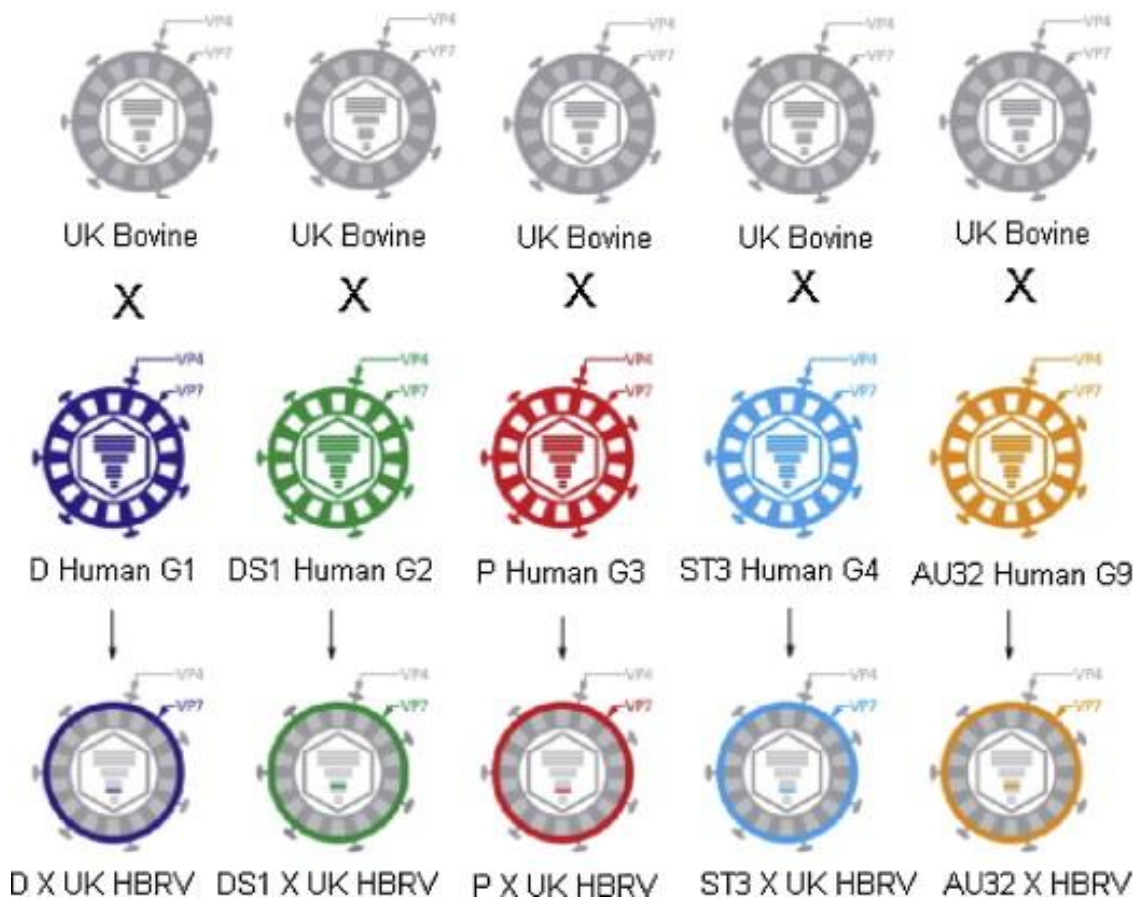 VP4 VP4 VP4 VP4 VP4
VP7 VP7 VP7 VP7 VP7
UK Bovine UK Bovine UK Bovine UK Bovine UK Bovine
X X X X X
VP4 VP4 VP4 VP4 VP4
VP7 VP7 VP7 VP7 VP7
D Human G1 DS1 Human G2 P Human G3 ST3 Human G4 AU32 Human G9
VP4 VP4 VP4 VP4 VP4
VP7 VP7 VP7 VP7 VP7
D X UK HBRV DS1 X UK HBRV P X UK HBRV ST3 X UK HBRV AU32 X HBRV